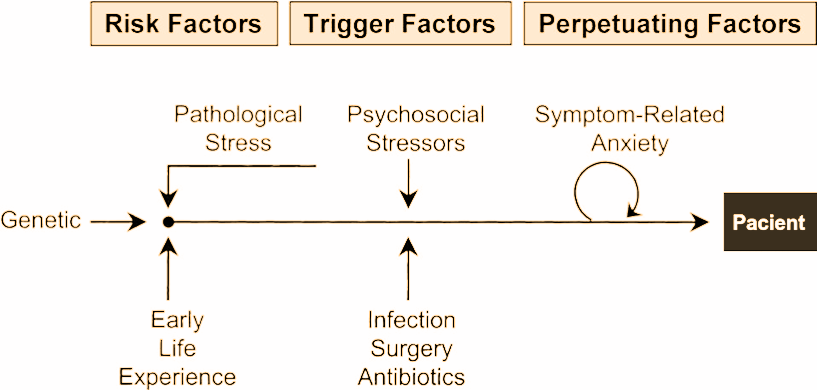 Risk Factors
Trigger Factors
Perpetuating Factors
Pathological
Stress
Psychosocial
Stressors
Symptom-Related
Anxiety
Genetic
Pacient
Early
Life
Experience
Infection
Surgery
Antibiotics